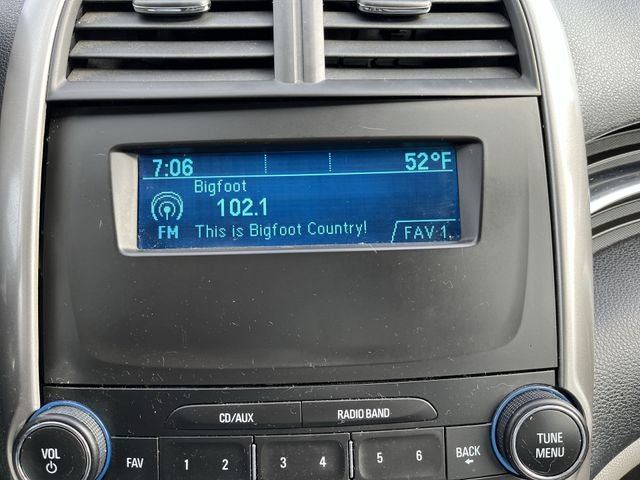 7:06 52°F
Bigfoot
102.1
FM This is Bigfoot Country! FAV 1
CD/AUX RADIO BAND
VOL FAV 1 2 3 4 5 6 BACK TUNE
MENU